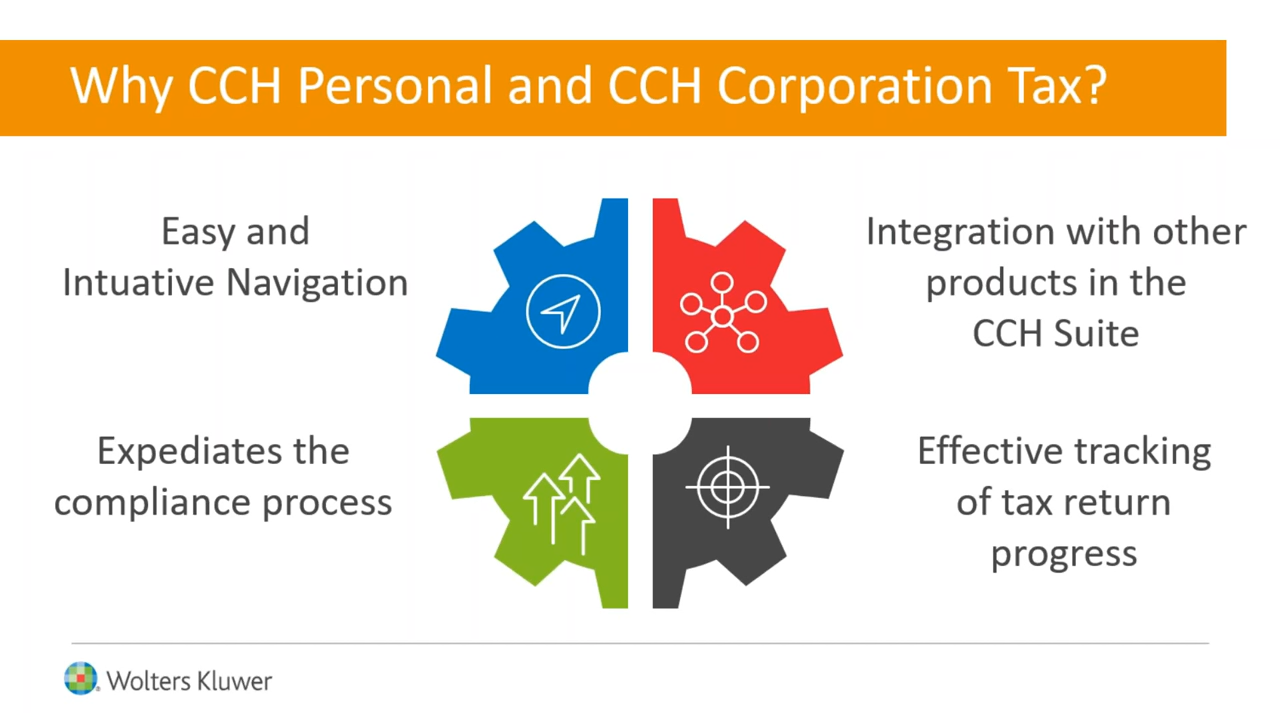 Why CCH Personal and CCH Corporation Tax?
Easy and
Intuative Navigation
Integration with other
products in the
CCH Suite
Expediates the
compliance process
Effective tracking
of tax return
progress
Wolters Kluwer